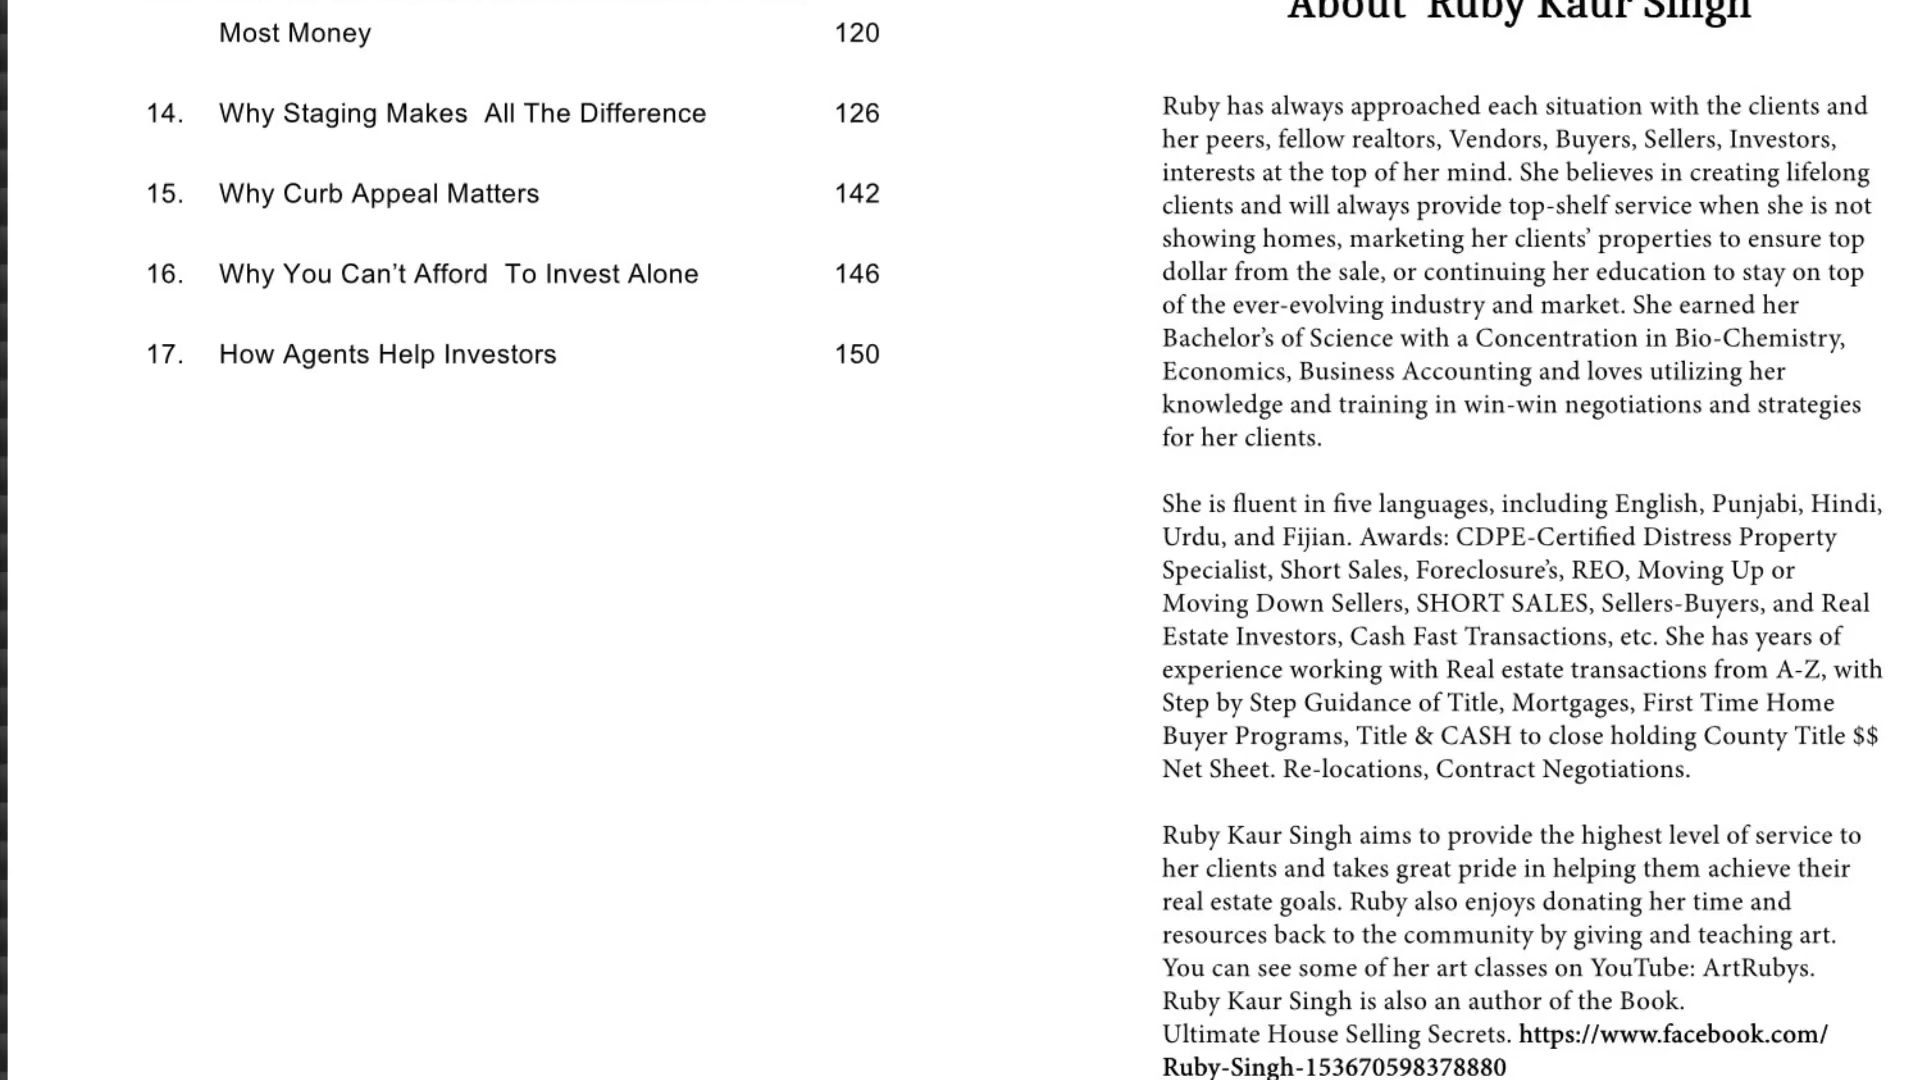 Most Money 120
14. Why Staging Makes All The Difference 126
15. Why Curb Appeal Matters 142
16. Why You Can’t Afford To Invest Alone 146
17. How Agents Help Investors 150
About Ruby Kaur Singh
Ruby has always approached each situation with the clients and
her peers, fellow realtors, Vendors, Buyers, Sellers, Investors,
interests at the top of her mind. She believes in creating lifelong
clients and will always provide top-shelf service when she is not
showing homes, marketing her clients’ properties to ensure top
dollar from the sale, or continuing her education to stay on top
of the ever-evolving industry and market. She earned her
Bachelor’s of Science with a Concentration in Bio-Chemistry,
Economics, Business Accounting and loves utilizing her
knowledge and training in win-win negotiations and strategies
for her clients.
She is fluent in five languages, including English, Punjabi, Hindi,
Urdu, and Fijian. Awards: CDPE-Certified Distress Property
Specialist, Short Sales, Foreclosure’s, REO, Moving Up or
Moving Down Sellers, SHORT SALES, Sellers-Buyers, and Real
Estate Investors, Cash Fast Transactions, etc. She has years of
experience working with Real estate transactions from A-Z, with
Step by Step Guidance of Title, Mortgages, First Time Home
Buyer Programs, Title & CASH to close holding County Title $$
Net Sheet. Re-locations, Contract Negotiations.
Ruby Kaur Singh aims to provide the highest level of service to
her clients and takes great pride in helping them achieve their
real estate goals. Ruby also enjoys donating her time and
resources back to the community by giving and teaching art.
You can see some of her art classes on YouTube: ArtRubys.
Ruby Kaur Singh is also an author of the Book.
Ultimate House Selling Secrets. https://www.facebook.com/
Ruby-Singh-153670598378880